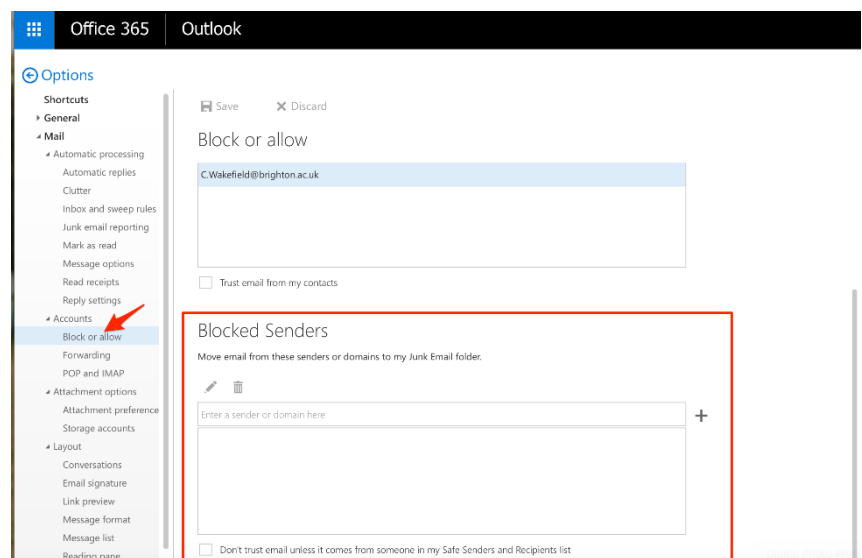 Office 365 Outlook
Options
Shortcuts
General
Mail
Automatic processing
Automatic replies
Clutter
Inbox and sweep rules
Junk email reporting
Mark as read
Message options
Read receipts
Reply settings
Accounts
Block or allow
Forwarding
POP and IMAP
Attachment options
Attachment preference
Storage accounts
Layout
Conversations
Email signature
Link preview
Message format
Message list
Reading pane
Save Discard
Block or allow
C.Wakefield@brighton.ac.uk
Trust email from my contacts
Blocked Senders
Move email from these senders or domains to my Junk Email folder.
Enter a sender or domain here
Don't trust email unless it comes from someone in my Safe Senders and Recipients list